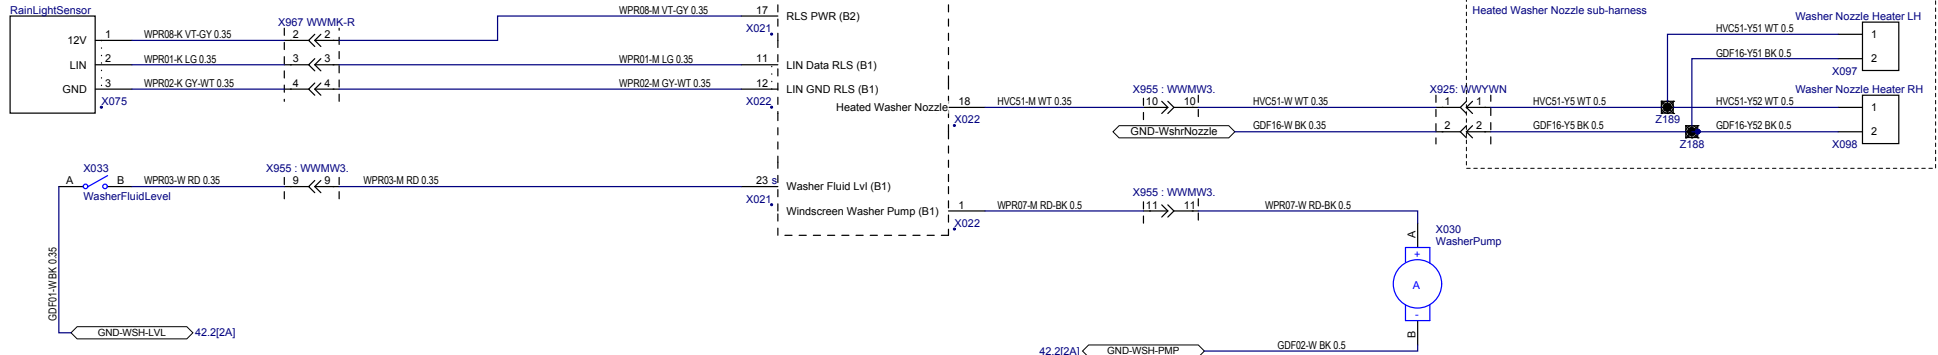 RainLightSensor
12V
LIN
GND
1
2
3
X075
WPR08-K VT-GY 0.35
WPR01-K LG 0.35
WPR02-K GY-WT 0.35
X967 WWMK-R
2 2
3 3
4 4
WPR08-M VT-GY 0.35
WPR01-M LG 0.35
WPR02-M GY-WT 0.35
17
X021
11
12
X022
RLS PWR (B2)
LIN Data RLS (B1)
LIN GND RLS (B1)
Heated Washer Nozzle
18
X022
HVC51-M WT 0.35
X955 : WWMW3.
10 10
HVC51-W WT 0.35
GND-WshrNozzle
GDF16-W BK 0.35
X925: WWYWN
1 1
2 2
HVC51-Y5 WT 0.5
GDF16-Y5 BK 0.5
Heated Washer Nozzle sub-harness
Z189
Z188
HVC51-Y51 WT 0.5
GDF16-Y51 BK 0.5
HVC51-Y52 WT 0.5
GDF16-Y52 BK 0.5
Washer Nozzle Heater LH
1
2
X097
Washer Nozzle Heater RH
1
2
X098
X033
A B
WasherFluidLevel
WPR03-W RD 0.35
X955 : WWMW3.
9 9
WPR03-M RD 0.35
23 s
X021
Washer Fluid Lvl (B1)
Windscreen Washer Pump (B1)
1
X022
WPR07-M RD-BK 0.5
X955 : WWMW3.
11 11
WPR07-W RD-BK 0.5
A
X030
WasherPump
+
A
-
B
GDF01-W BK 0.35
GND-WSH-LVL
42.2[2A]
42.2[2A]
GND-WSH-PMP
GDF02-W BK 0.5